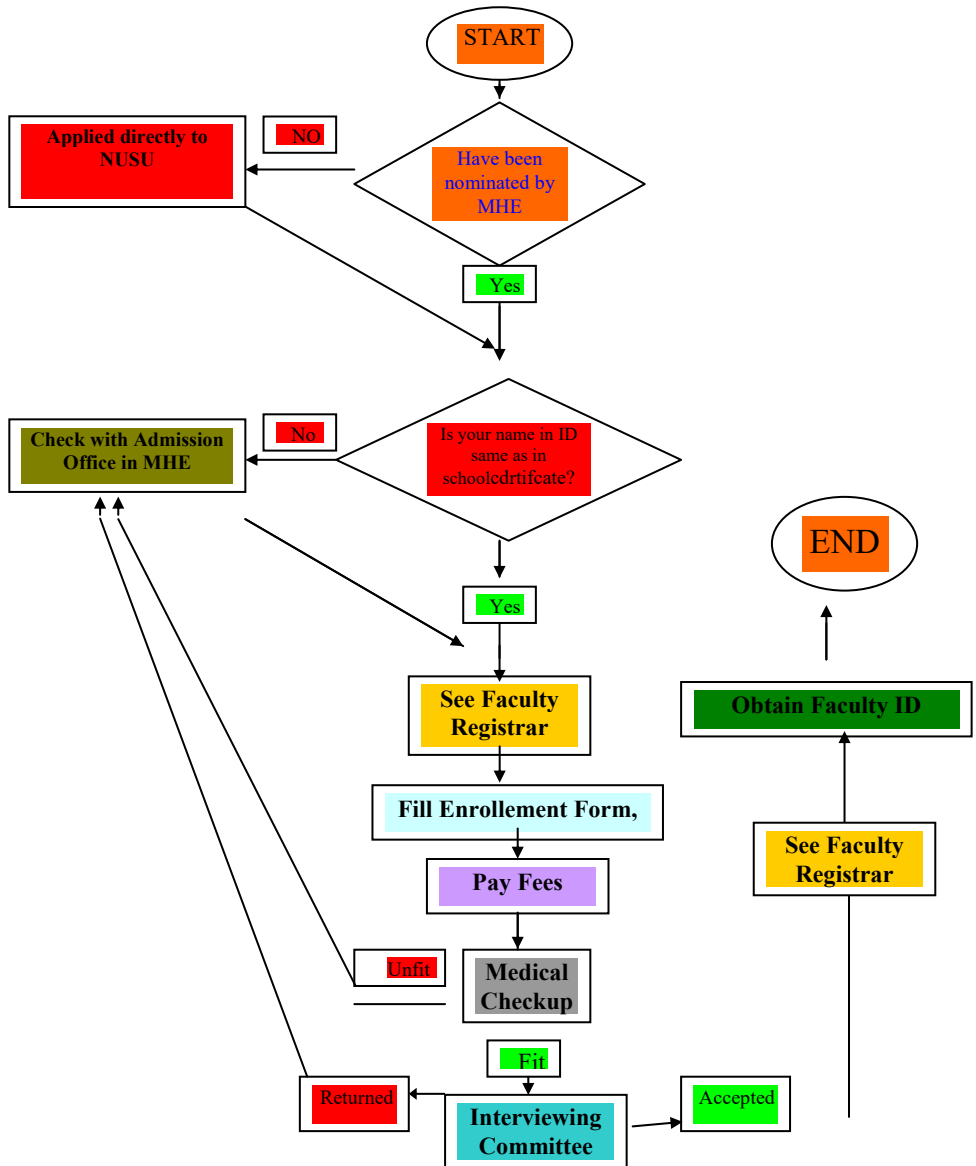 START
Applied directly to
NUSU
NO
Have been
nominated by
MHE
Yes
Check with Admission
Office in MHE
No
Is your name in ID
same as in
schoolcdrtifcate?
END
Yes
See Faculty
Registrar
Obtain Faculty ID
Fill Enrollement Form,
See Faculty
Registrar
Pay Fees
Unfit
Medical
Checkup
Fit
Returned
Interviewing
Committee
Accepted